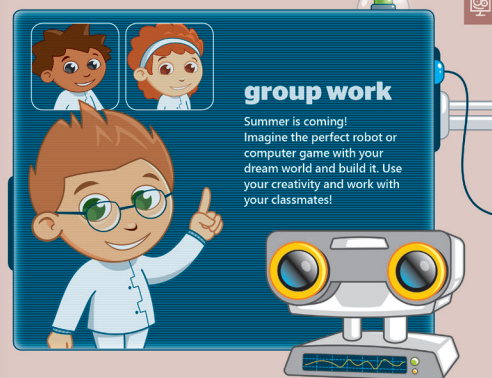 group work
Summer is coming!
Imagine the perfect robot or
computer game with your
dream world and build it. Use
your creativity and work with
your classmates!